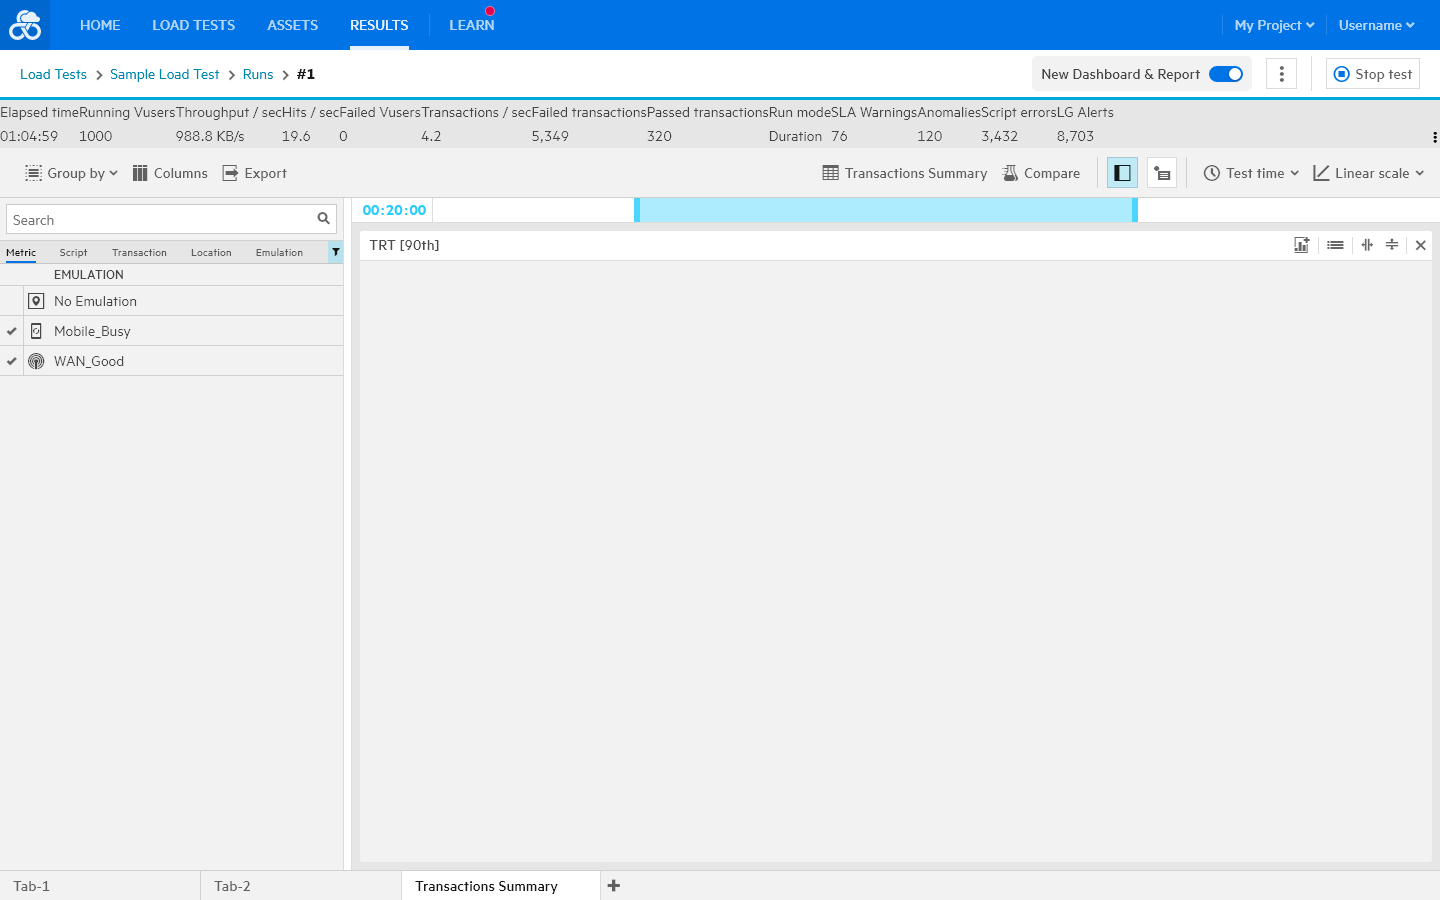 HOME LOAD TESTS ASSETS RESULTS LEARN My Project Username
Load Tests Sample Load Test Runs #1 New Dashboard & Report Stop test
Elapsed timeRunning VusersThroughput / secHits / secFailed VusersTransactions / secFailed transactionsPassed transactionsRun modeSLA WarningsAnomaliesScript errorsLG Alerts
01:04:59 1000 988.8 KB/s 19.6 0 4.2 5,349 320 Duration 76 120 3,432 8,703
Group by Columns Export Transactions Summary Compare Test time Linear scale
Search 00:20:00
Metric Script Transaction Location Emulation
TRT [90th]
EMULATION
No Emulation
Mobile_Busy
WAN_Good
Tab-1 Tab-2 Transactions Summary